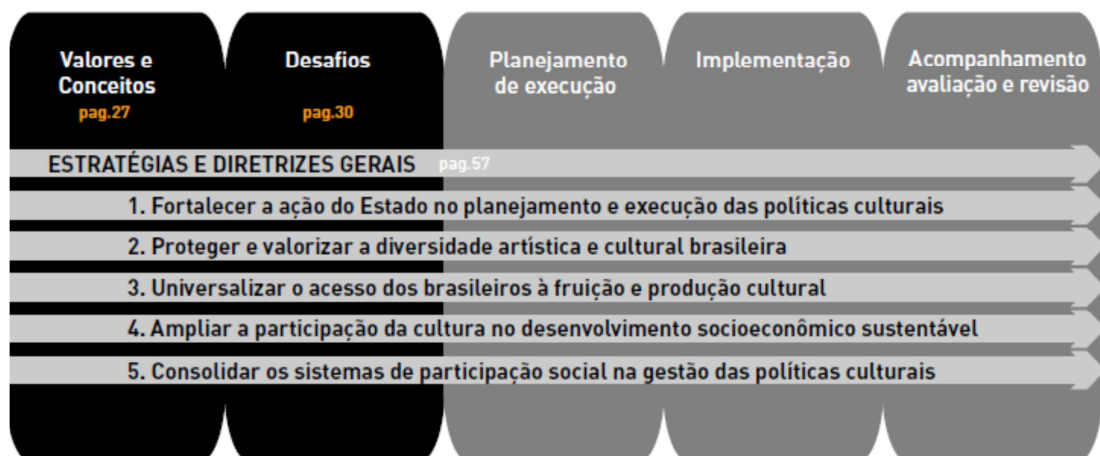 Valores e
Conceitos
pag.27
Desafios
pag.30
Planejamento
de execução
Implementação
Acompanhamento
avaliação e revisão
ESTRATÉGIAS E DIRETRIZES GERAIS pag.57
1. Fortalecer a ação do Estado no planejamento e execução das políticas culturais
2. Proteger e valorizar a diversidade artística e cultural brasileira
3. Universalizar o acesso dos brasileiros à fruição e produção cultural
4. Ampliar a participação da cultura no desenvolvimento socioeconômico sustentável
5. Consolidar os sistemas de participação social na gestão das políticas culturais